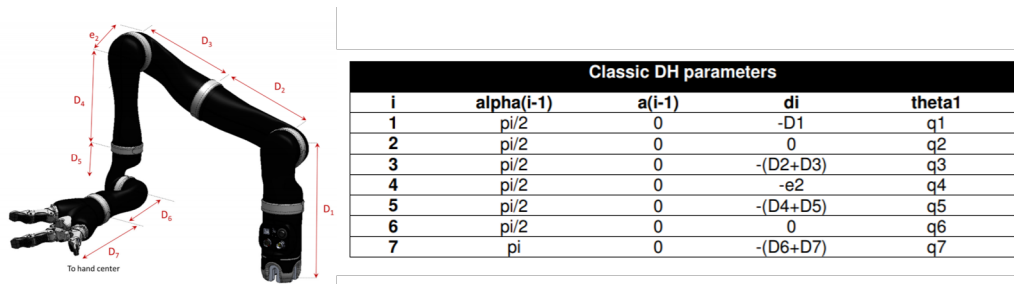 e2
D3
D2
D4
D5
D1
D6
D7
To hand center
Classic DH parameters
i alpha(i-1) a(i-1) di theta1
1 pi/2 0 -D1 q1
2 pi/2 0 0 q2
3 pi/2 0 -(D2+D3) q3
4 pi/2 0 -e2 q4
5 pi/2 0 -(D4+D5) q5
6 pi/2 0 0 q6
7 pi 0 -(D6+D7) q7